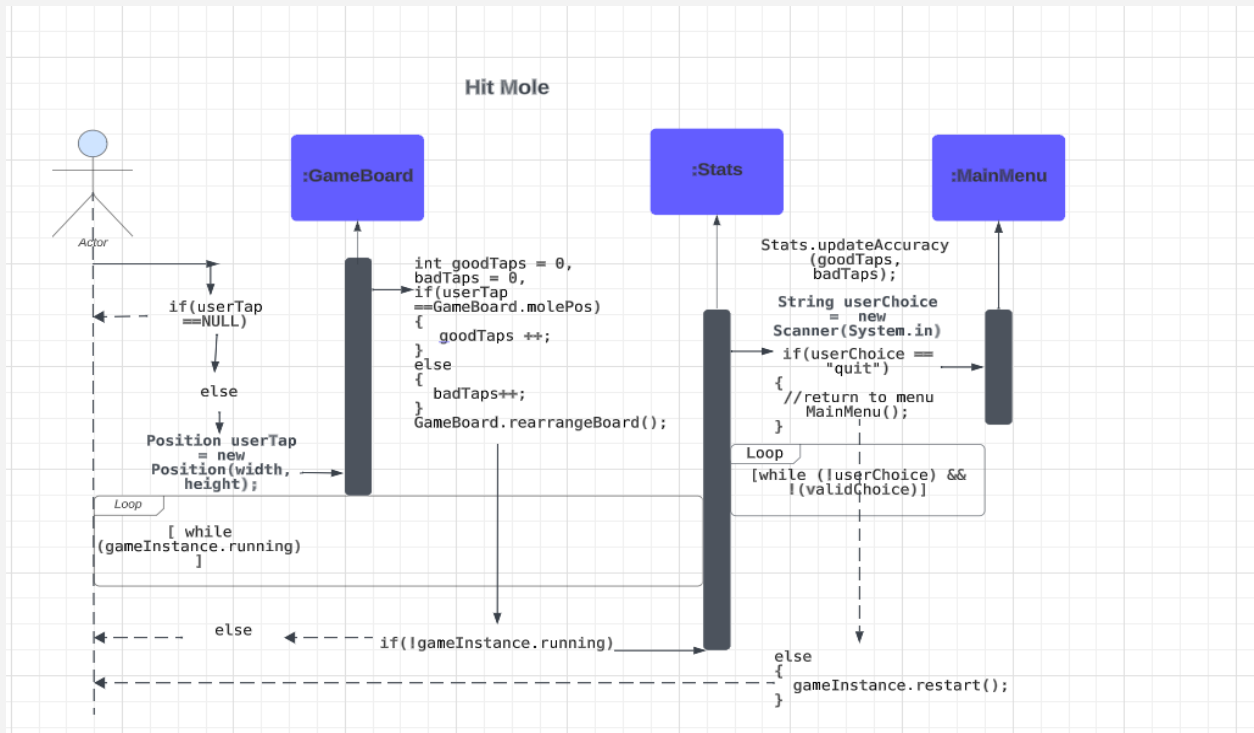 Hit Mole
:GameBoard
:Stats
:MainMenu
Actor
if(userTap
==NULL)
else
Position userTap
= new
Position(width,
height);
int goodTaps = 0,
badTaps = 0,
if(userTap
==GameBoard.molePos)
{
goodTaps ++;
}
else
{
badTaps++;
}
GameBoard.rearrangeBoard();
Stats.updateAccuracy
(goodTaps,
badTaps);
String userChoice
= new
Scanner(System.in)
if(userChoice ==
"quit")
{
//return to menu
MainMenu();
}
Loop
[while (!userChoice) &&
!(validChoice)]
Loop
[ while
(gameInstance.running)
]
else
if(!gameInstance.running)
else
{
gameInstance.restart();
}